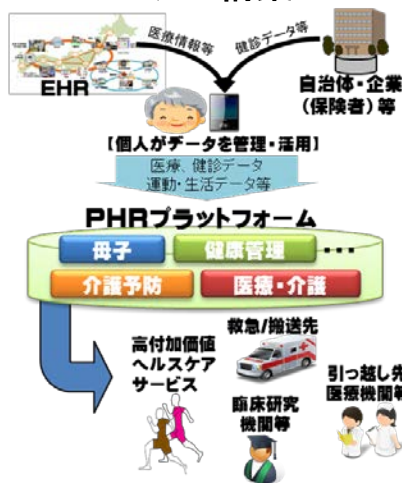 医療情報等
健診データ
EHR
自治体・企業
(保険者)等
【個人がデータを管理・活用】
医療、健診データ
運動・生活データ等
PHRプラットフォーム
母子
健康管理
・・・
介護予防
医療・介護
救急/搬送先
高付加価値
ヘルスケア
サービス
引っ越し先
医療機関等
臨床研究
機関等